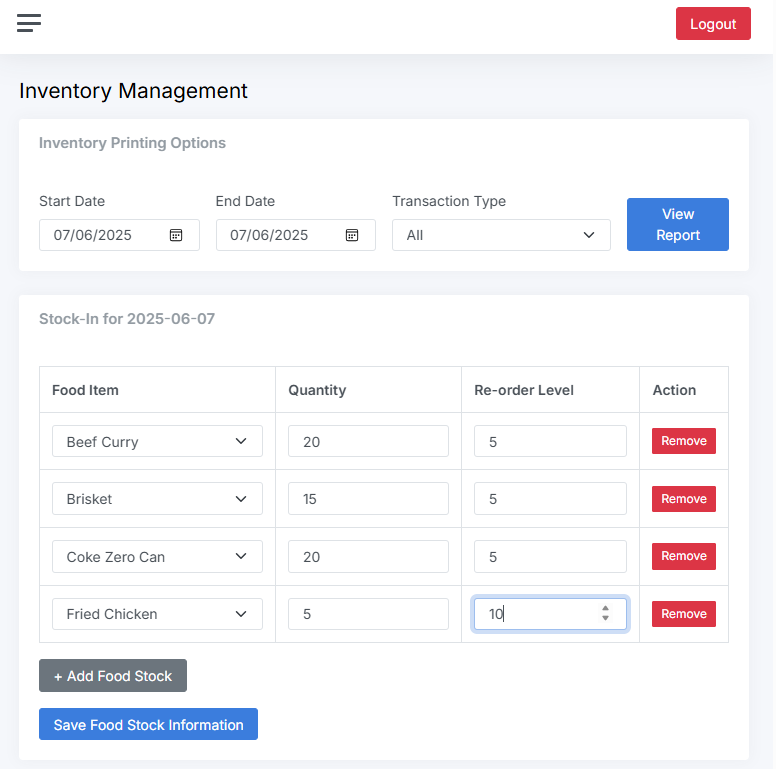 Logout
Inventory Management
Inventory Printing Options
Start Date End Date Transaction Type
07/06/2025 07/06/2025 All
View
Report
Stock-In for 2025-06-07
Food Item Quantity Re-order Level Action
Beef Curry 20 5 Remove
Brisket 15 5 Remove
Coke Zero Can 20 5 Remove
Fried Chicken 5 10 Remove
+ Add Food Stock
Save Food Stock Information